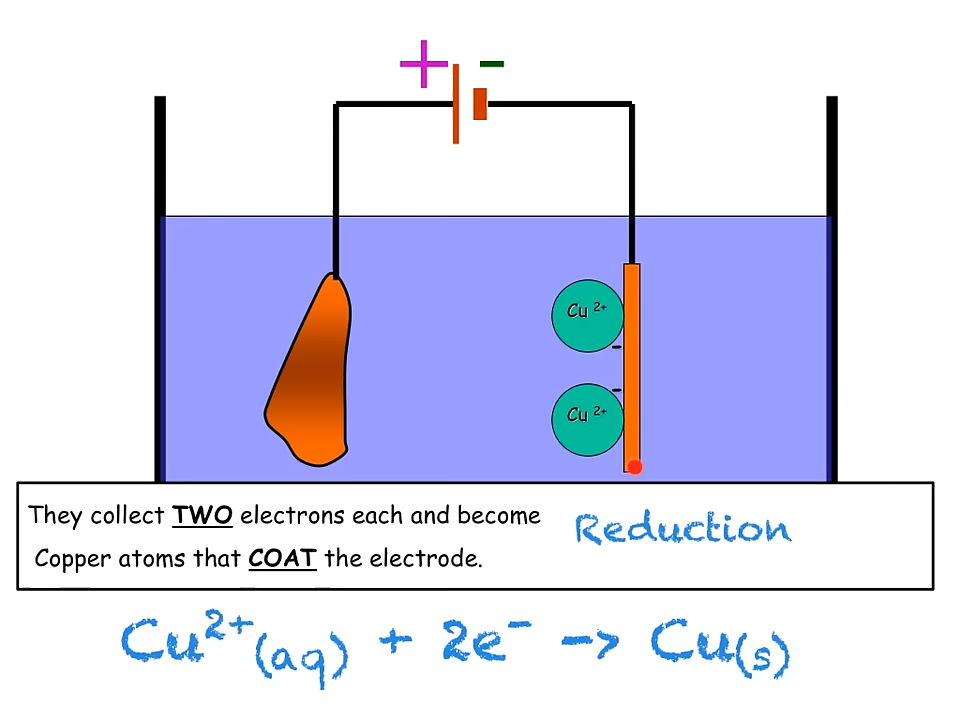 + -
Cu 2+
-
-
Cu 2+
They collect TWO electrons each and become
Copper atoms that COAT the electrode.
Reduction
Cu²⁺(aq) + 2e⁻ -> Cu(s)